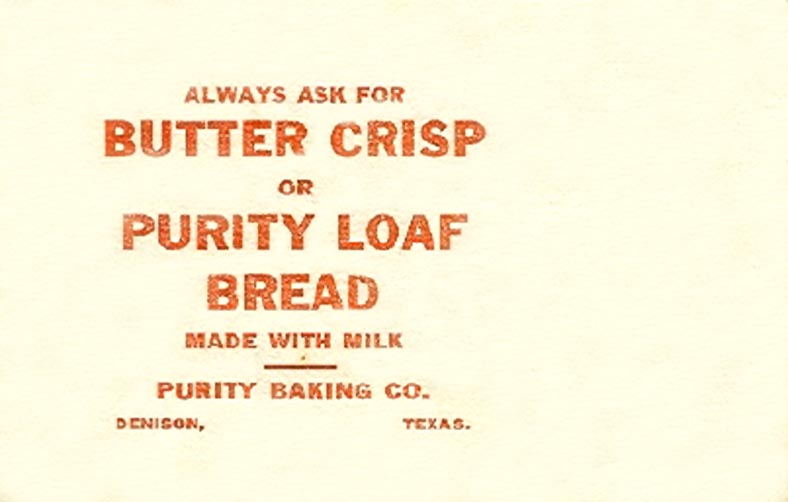 ALWAYS ASK FOR
BUTTER CRISP
OR
PURITY LOAF
BREAD
MADE WITH MILK
PURITY BAKING CO.
DENISON, TEXAS.